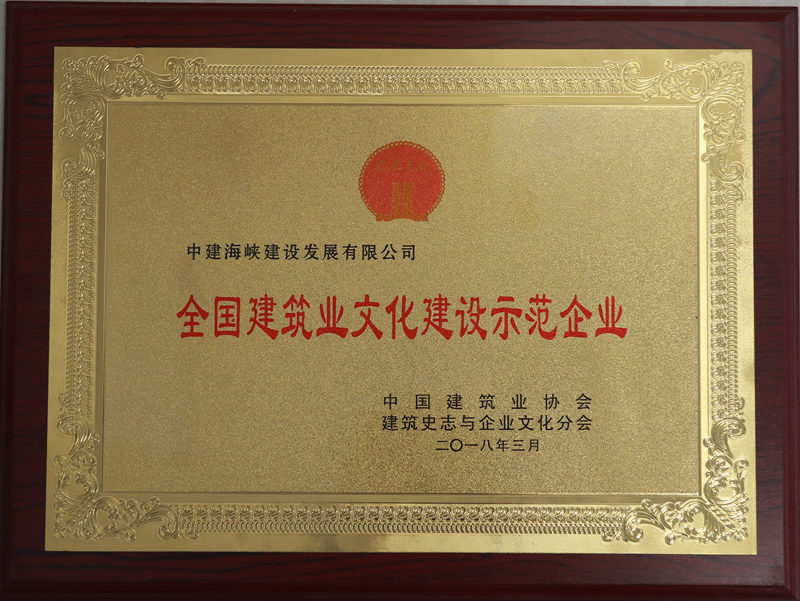 中建海峡建设发展有限公司
全国建筑业文化建设示范企业
中国建筑业协会
建筑史志与企业文化分会
二〇一八年三月